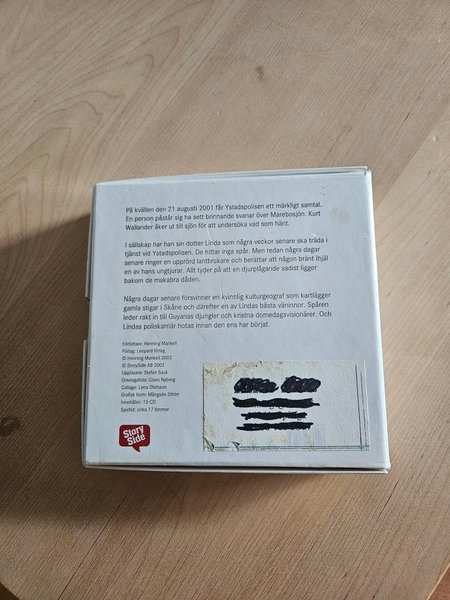 På kvällen den 21 augusti 2001 får Ystadspolisen ett märkligt samtal.
En person påstår sig ha sett brinnande svanar över Marebosjön. Kurt
Wallander åker ut till sjön för att undersöka vad som hänt.
I sällskap har han sin dotter Linda som några veckor senare ska träda i
tjänst vid Ystadspolisen. De hittar inge spår. Men redan några dagar
senare ringer en upprörd lantbrukare och berättar att någon bränt ihjäl
en av hans ungtjurar. Allt tyder på att en djurplågande sadist ligger
bakom de makabra dåden.
Några dagar senare försvinner en kvinnlig kulturgeograf som kartlägger
gamla stigar i Skåne och därefter en av Lindas bästa väninnor. Spåren
leder rakt in till Guyanas djungler och kristna domedagsvisionärer. Och
Lindas poliskarriär hotas innan den ens har börjat.
Författare: Henning Mankell
Förlag: Leopard förlag
© Henning Mankell 2002
© StorySide AB 2002
Uppläsare: Stefan Sauk
Omslagsfoto: Claes Nyberg
Collage: Lena Olofsson
Grafisk form: Mångsken
Innehåller: 15 CD
Speltid: cirka 17 timmar
Story
Side